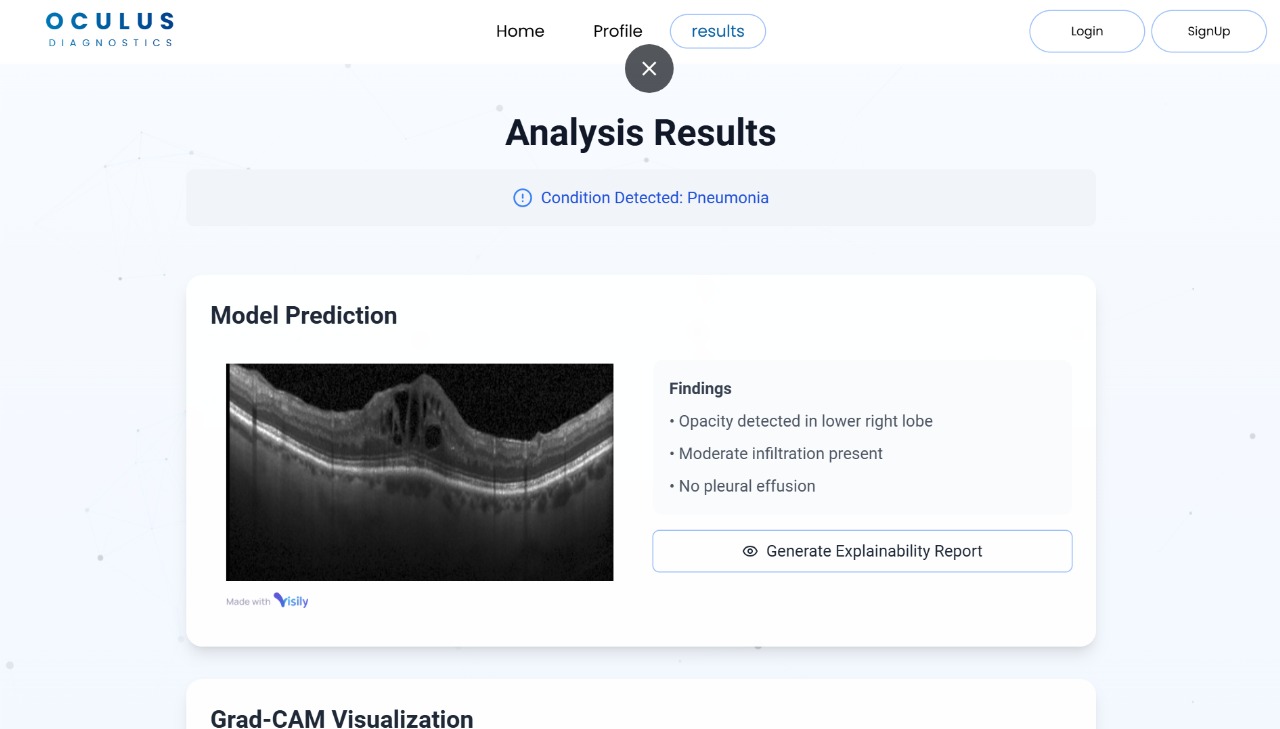 OCULUS
DIAGNOSTICS
Home
Profile
results
Login
SignUp
Analysis Results
Condition Detected: Pneumonia
Model Prediction
Findings
• Opacity detected in lower right lobe
• Moderate infiltration present
• No pleural effusion
Generate Explainability Report
Made with Visily
Grad-CAM Visualization